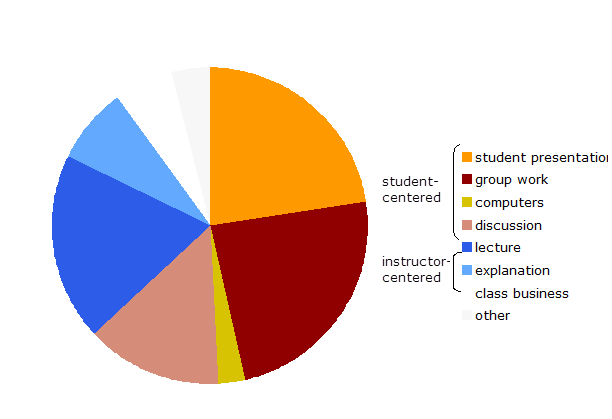 student-
centered
student presentation
group work
computers
discussion
instructor-
centered
lecture
explanation
class business
other